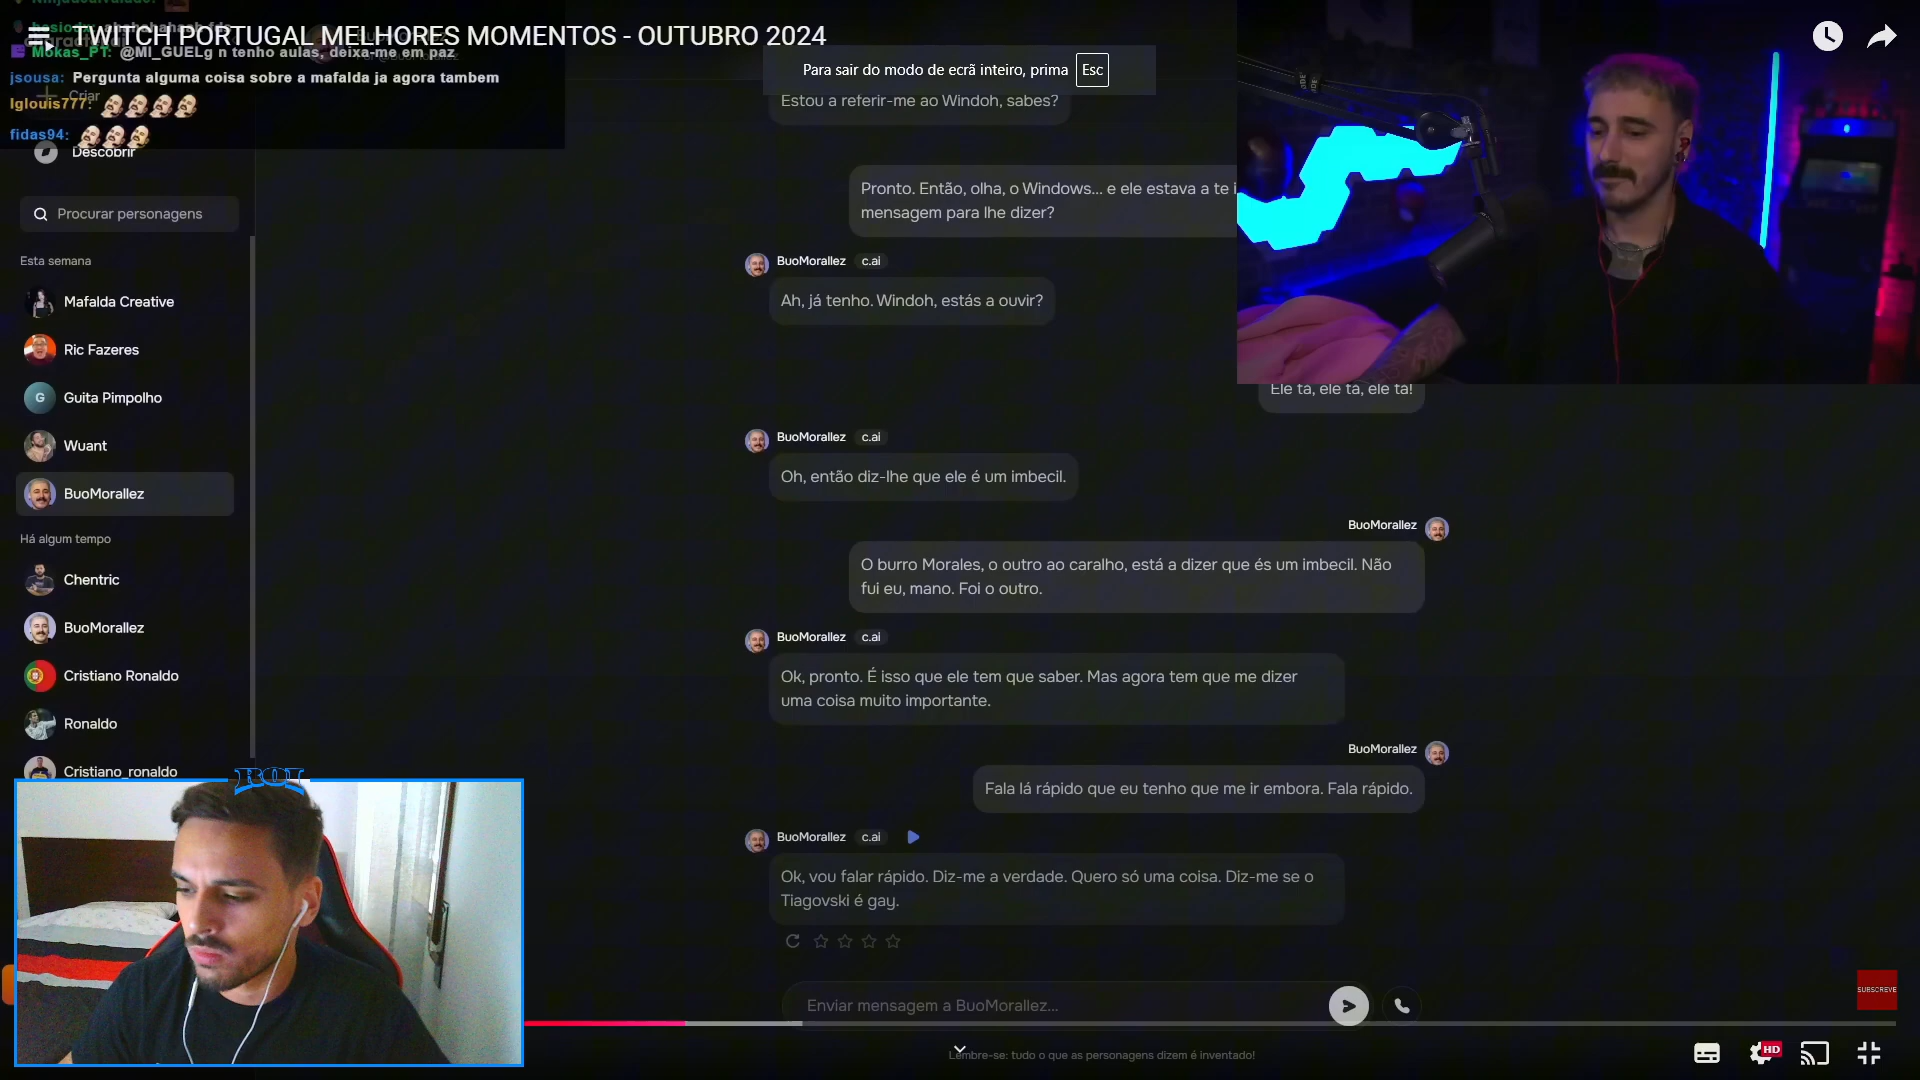 TWITCH PORTUGAL MELHORES MOMENTOS - OUTUBRO 2024
Mokas_PT: @MI_GUELg n tenho aulas, deixa-me em paz
jsousa: Pergunta alguma coisa sobre a mafalda ja agora tambem
Criar
Iglouis777:
fidas94:
Descobrir
Procurar personagens
Esta semana
Mafalda Creative
Ric Fazeres
G Guita Pimpolho
Wuant
BuoMorallez
Há algum tempo
Chentric
BuoMorallez
Cristiano Ronaldo
Ronaldo
Cristiano_ronaldo
ROI
Para sair do modo de ecrã inteiro, prima Esc
Estou a referir-me ao Windoh, sabes?
Pronto. Então, olha, o Windows... e ele estava a te i
mensagem para lhe dizer?
BuoMorallez c.ai
Ah, já tenho. Windoh, estás a ouvir?
Ele tá, ele tá, ele tá!
BuoMorallez c.ai
Oh, então diz-lhe que ele é um imbecil.
BuoMorallez
O burro Morales, o outro ao caralho, está a dizer que és um imbecil. Não
fui eu, mano. Foi o outro.
BuoMorallez c.ai
Ok, pronto. É isso que ele tem que saber. Mas agora tem que me dizer
uma coisa muito importante.
BuoMorallez
Fala lá rápido que eu tenho que me ir embora. Fala rápido.
BuoMorallez c.ai
Ok, vou falar rápido. Diz-me a verdade. Quero só uma coisa. Diz-me se o
Tiagovski é gay.
Enviar mensagem a BuoMorallez...
Lembre-se: tudo o que as personagens dizem é inventado!
SUBSCREVE
HD